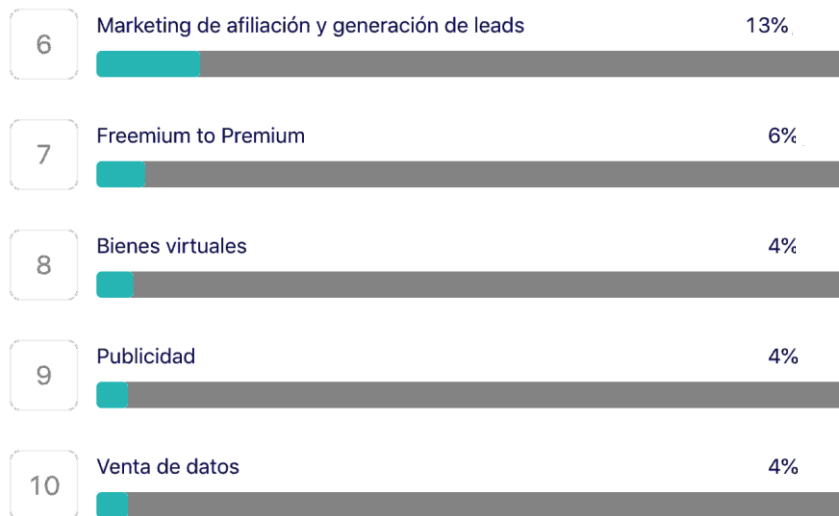 6
Marketing de afiliación y generación de leads 13%
7
Freemium to Premium 6%
8
Bienes virtuales 4%
9
Publicidad 4%
10
Venta de datos 4%